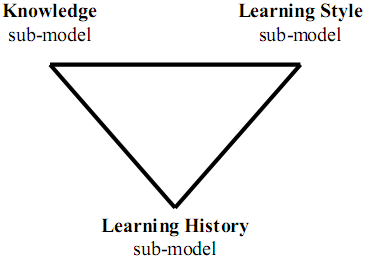 Knowledge
sub-model
Learning Style
sub-model
Learning History
sub-model